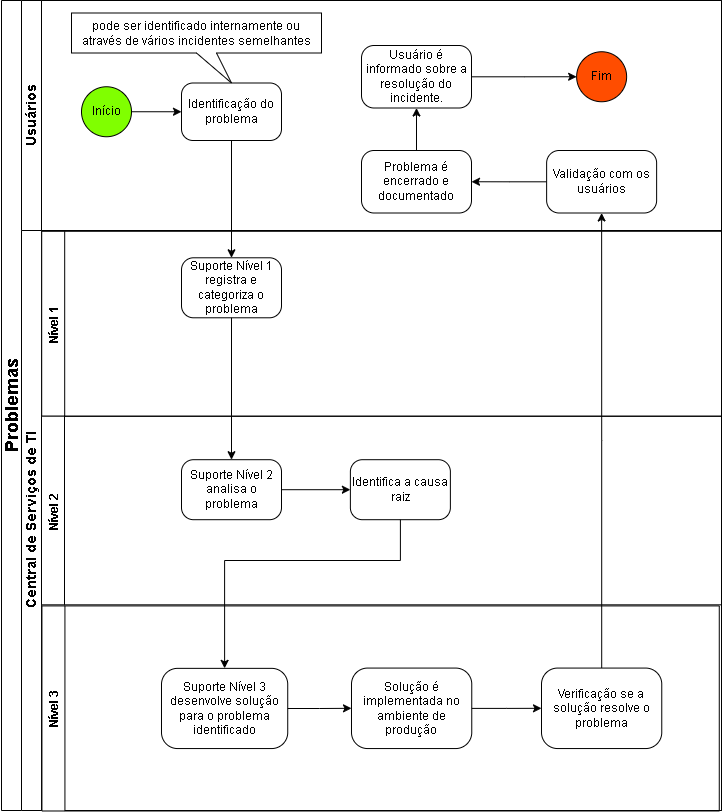 Problemas
Usuários
Central de Serviços de TI
Nível 1
Nível 2
Nível 3
pode ser identificado internamente ou
através de vários incidentes semelhantes
Início
Identificação do
problema
Usuário é
informado sobre a
resolução do
incidente.
Fim
Problema é
encerrado e
documentado
Validação com os
usuários
Suporte Nível 1
registra e
categoriza o
problema
Suporte Nível 2
analisa o
problema
Identifica a causa
raiz
Suporte Nível 3
desenvolve solução
para o problema
identificado
Solução é
implementada no
ambiente de
produção
Verificação se a
solução resolve o
problema